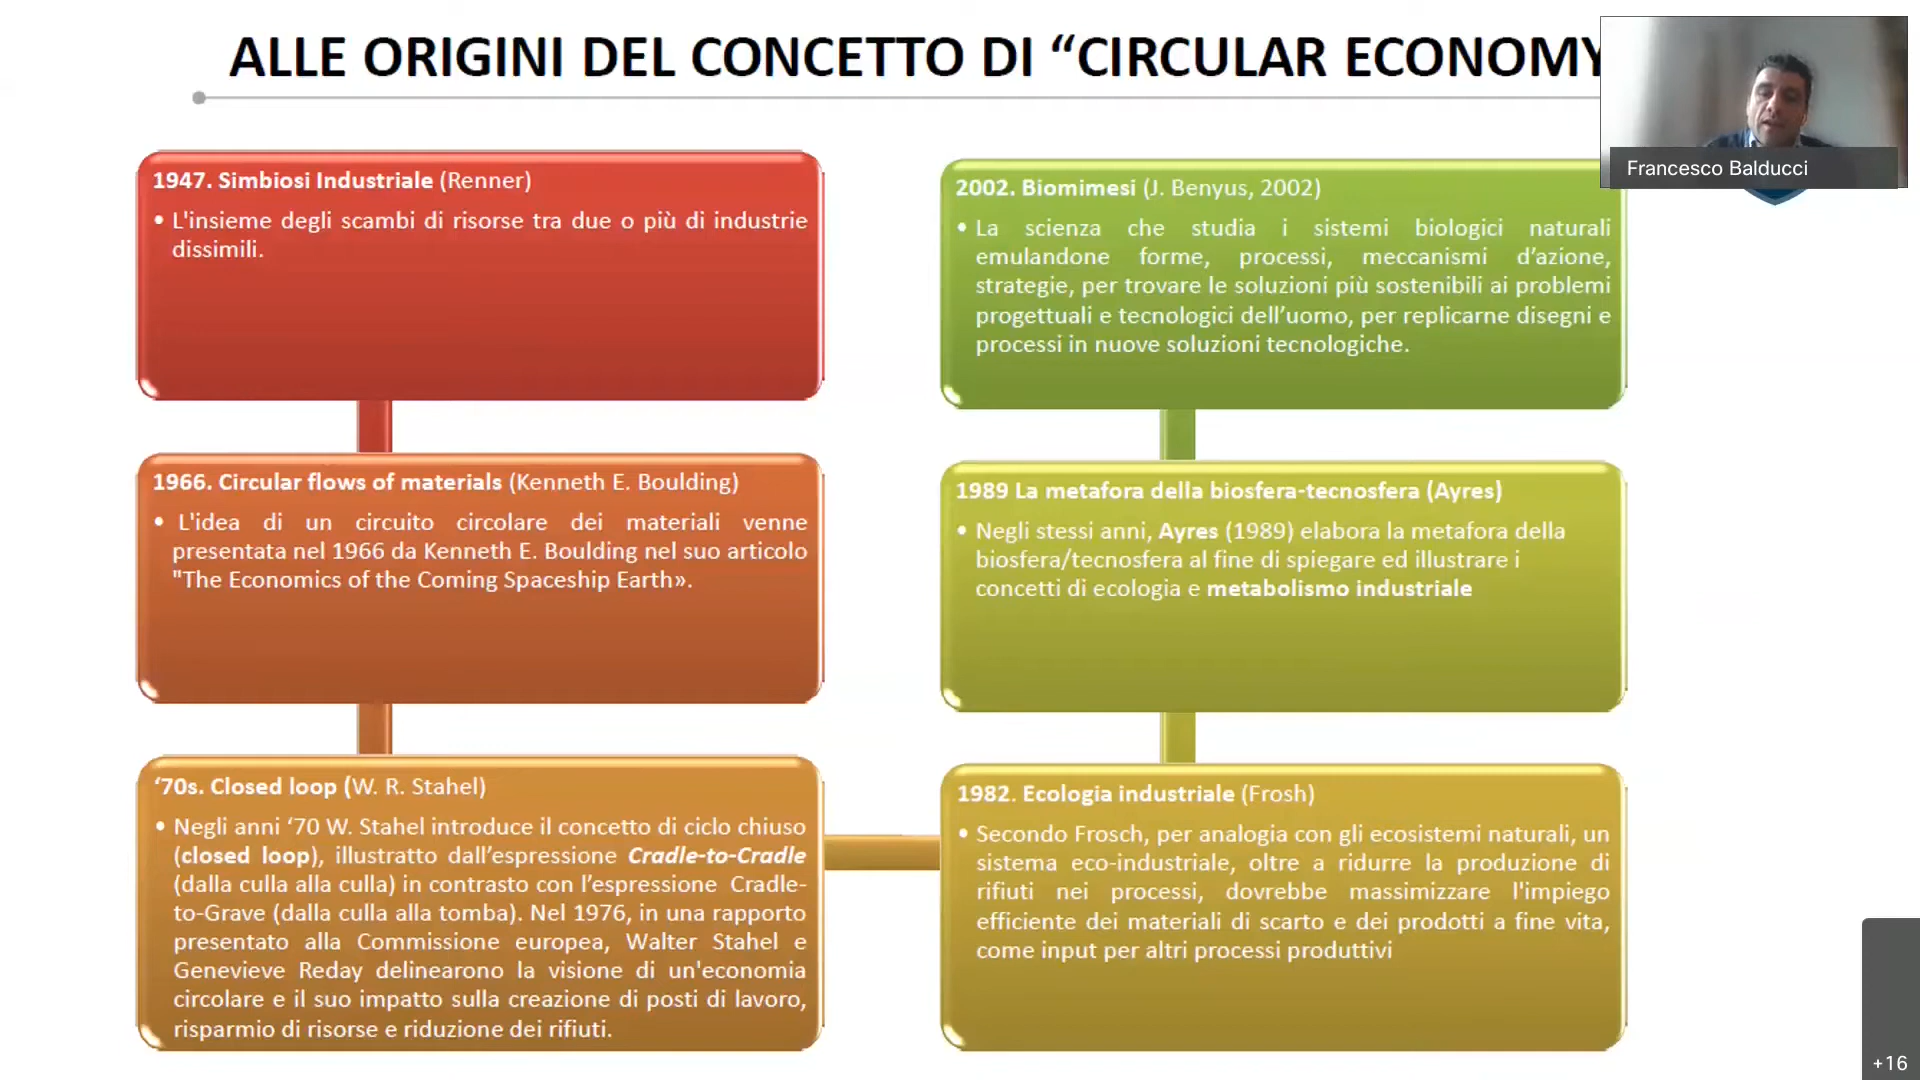 ALLE ORIGINI DEL CONCETTO DI “CIRCULAR ECONOMY
Francesco Balducci
1947. Simbiosi Industriale (Renner)
• L'insieme degli scambi di risorse tra due o più di industrie
dissimili.
1966. Circular flows of materials (Kenneth E. Boulding)
• L'idea di un circuito circolare dei materiali venne
presentata nel 1966 da Kenneth E. Boulding nel suo articolo
"The Economics of the Coming Spaceship Earth».
‘70s. Closed loop (W. R. Stahel)
• Negli anni ‘70 W. Stahel introduce il concetto di ciclo chiuso
(closed loop), illustratto dall’espressione Cradle-to-Cradle
(dalla culla alla culla) in contrasto con l’espressione Cradle-
to-Grave (dalla culla alla tomba). Nel 1976, in una rapporto
presentato alla Commissione europea, Walter Stahel e
Genevieve Reday delinearono la visione di un'economia
circolare e il suo impatto sulla creazione di posti di lavoro,
risparmio di risorse e riduzione dei rifiuti.
2002. Biomimesi (J. Benyus, 2002)
• La scienza che studia i sistemi biologici naturali
emulandone forme, processi, meccanismi d’azione,
strategie, per trovare le soluzioni più sostenibili ai problemi
progettuali e tecnologici dell’uomo, per replicarne disegni e
processi in nuove soluzioni tecnologiche.
1989 La metafora della biosfera-tecnosfera (Ayres)
• Negli stessi anni, Ayres (1989) elabora la metafora della
biosfera/tecnosfera al fine di spiegare ed illustrare i
concetti di ecologia e metabolismo industriale
1982. Ecologia industriale (Frosh)
• Secondo Frosch, per analogia con gli ecosistemi naturali, un
sistema eco-industriale, oltre a ridurre la produzione di
rifiuti nei processi, dovrebbe massimizzare l'impiego
efficiente dei materiali di scarto e dei prodotti a fine vita,
come input per altri processi produttivi
+16